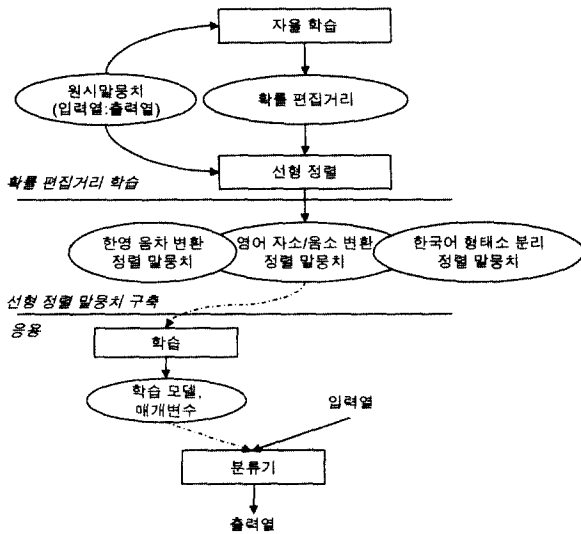 자율 학습
원시말뭉치
(입력열:출력열)
확률 편집거리
선형 정렬
확률 편집거리 학습
한영 음차 변환
정렬 말뭉치
영어 자소/음소 변환
정렬 말뭉치
한국어 형태소 분리
정렬 말뭉치
선형 정렬 말뭉치 구축
응용
학습
학습 모델,
매개변수
입력열
분류기
출력열